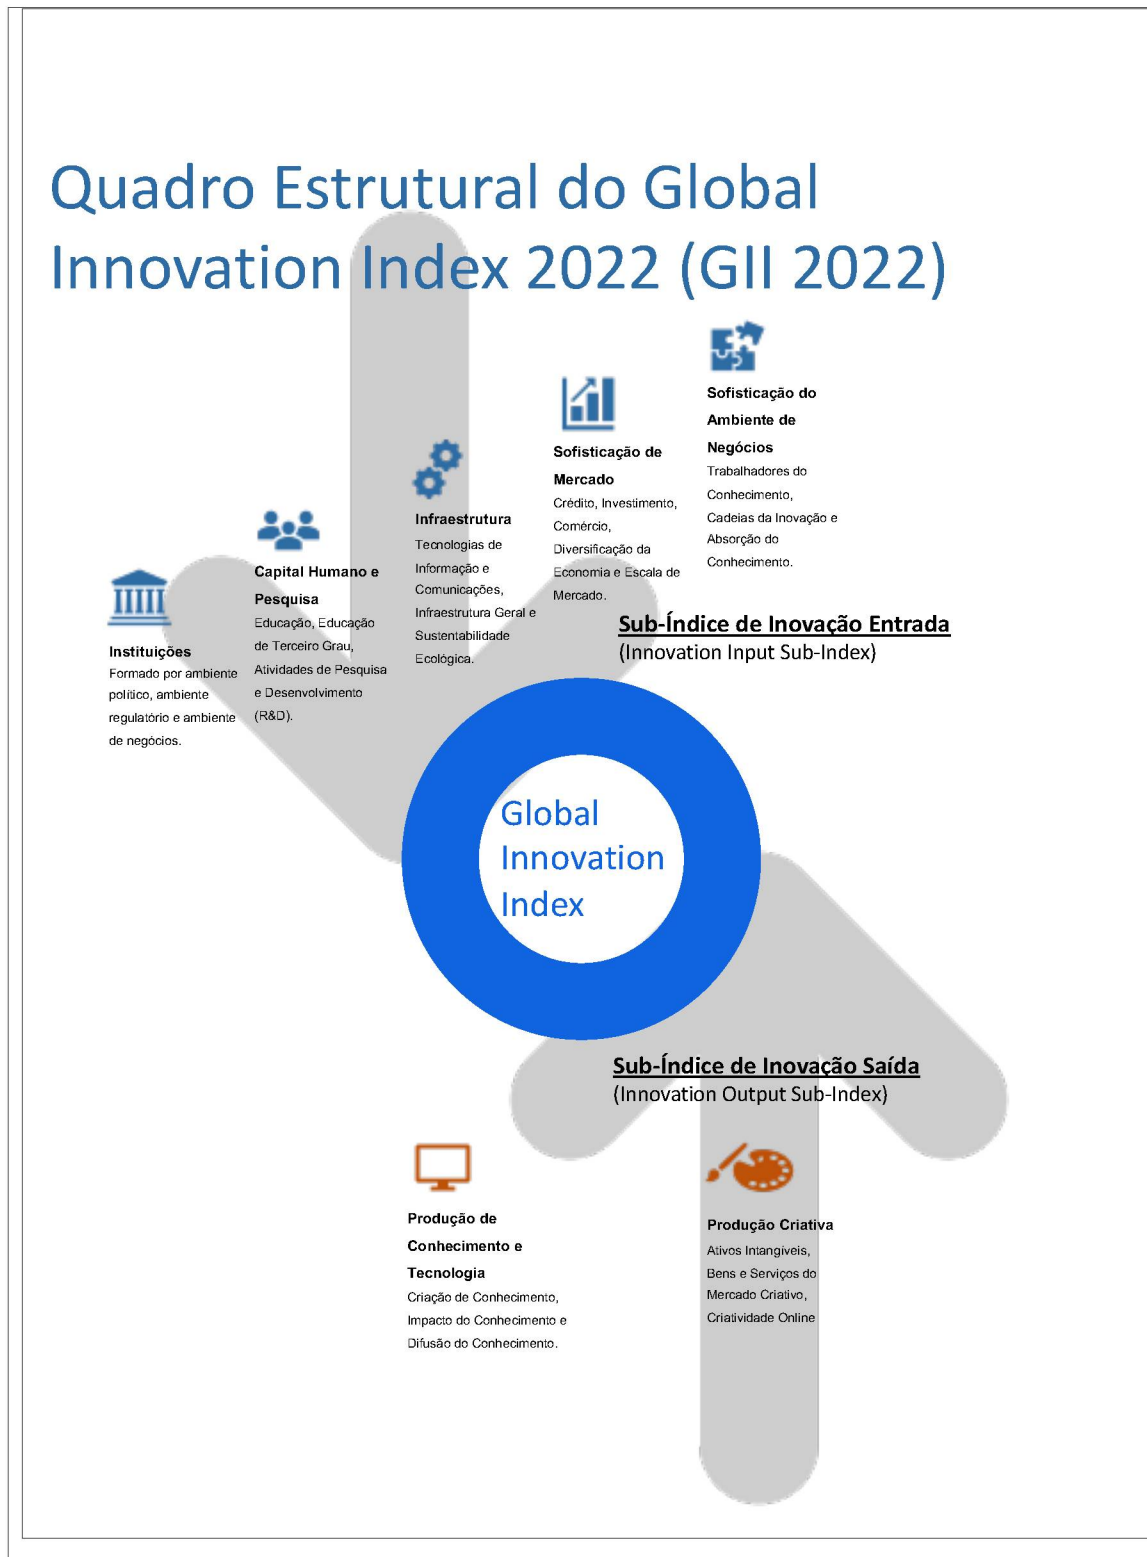 Quadro Estrutural do Global
Innovation Index 2022 (GII 2022)
Instituições
Formado por ambiente
político, ambiente
regulatório e ambiente
de negócios.
Capital Humano e
Pesquisa
Educação, Educação
de Terceiro Grau,
Atividades de Pesquisa
e Desenvolvimento
(R&D).
Infraestrutura
Tecnologias de
Informação e
Comunicações,
Infraestrutura Geral e
Sustentabilidade
Ecológica.
Sofisticação de
Mercado
Crédito, Investimento,
Comércio,
Diversificação da
Economia e Escala de
Mercado.
Sofisticação do
Ambiente de
Negócios
Trabalhadores do
Conhecimento,
Cadeias da Inovação e
Absorção do
Conhecimento.
Sub-Índice de Inovação Entrada
(Innovation Input Sub-Index)
Global
Innovation
Index
Sub-Índice de Inovação Saída
(Innovation Output Sub-Index)
Produção de
Conhecimento e
Tecnologia
Criação de Conhecimento,
Impacto do Conhecimento e
Difusão do Conhecimento.
Produção Criativa
Ativos Intangíveis,
Bens e Serviços do
Mercado Criativo,
Criatividade Online